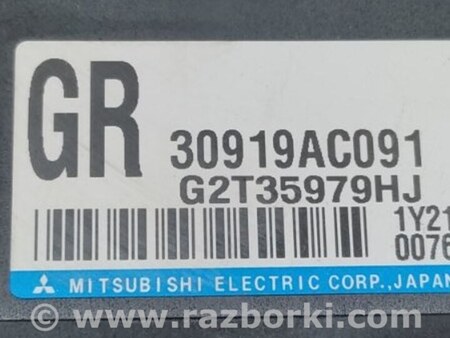 GR
30919AC091
G2T35979HJ
1Y21
0076
MITSUBISHI ELECTRIC CORP.,JAPAN
www.razborki.com